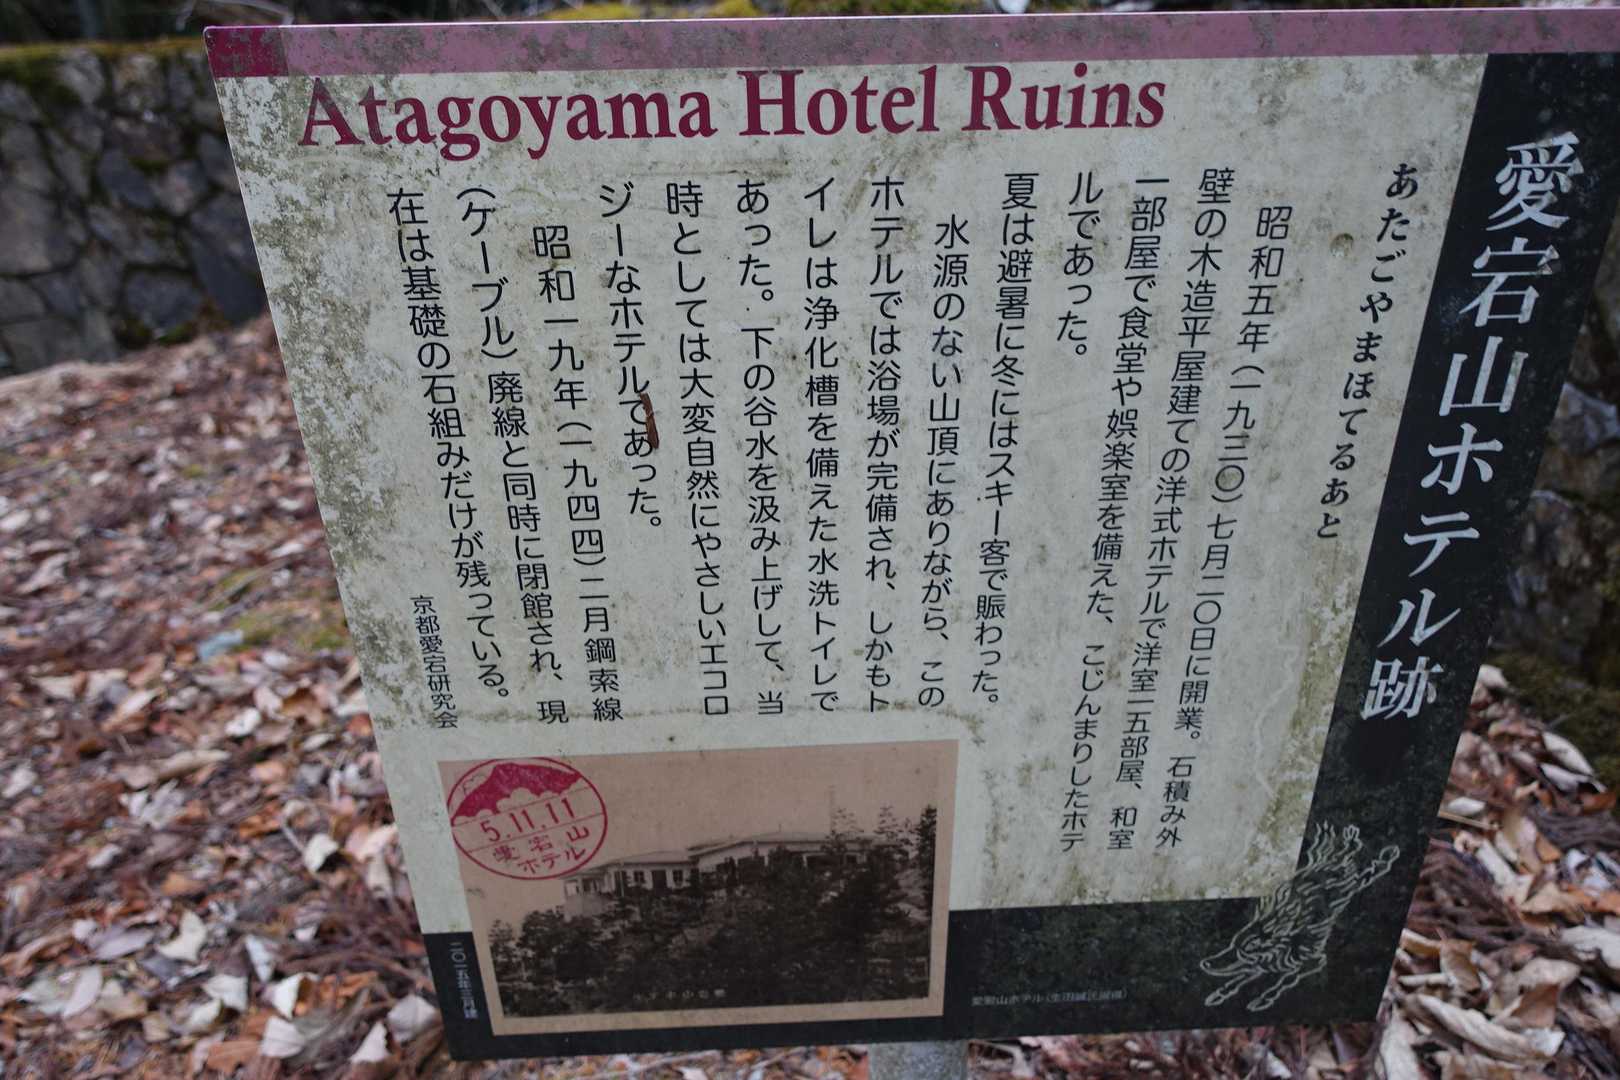 Atagoyama Hotel Ruins
愛宕山ホテル跡
あたごやまほてるあと
昭和五年（一九三〇）七月二〇日に開業。石積み外
壁の木造平屋建ての洋式ホテルで洋室一五部屋、和室
一部屋で食堂や娯楽室を備えた、こじんまりしたホテ
ルであった。
夏は避暑に冬にはスキー客で賑わった。
水源のない山頂にありながら、この
ホテルでは浴場が完備され、しかもト
イレは浄化槽を備えた水洗トイレで
あった。下の谷水を汲み上げして、当
時としては大変自然にやさしいエコロ
ジーなホテルであった。
昭和一九年（一九四四）二月鋼索線
（ケーブル）廃線と同時に閉館され、現
在は基礎の石組みだけが残っている。
京都愛宕研究会
5.11.11
愛宕山
ホテル
愛宕山ホテル
二〇一五年三月